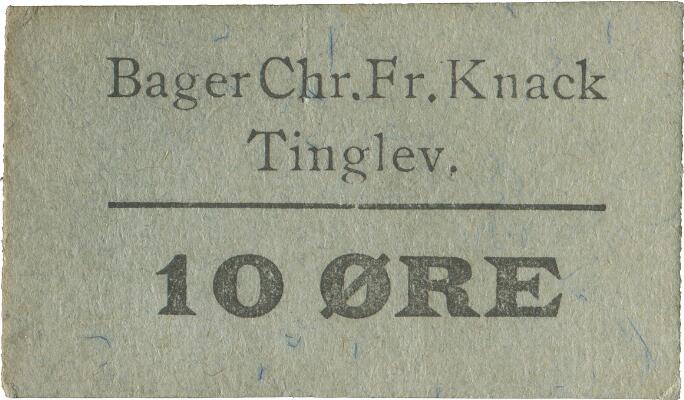 Bager Chr. Fr. Knack
Tinglev.
10 ØRE